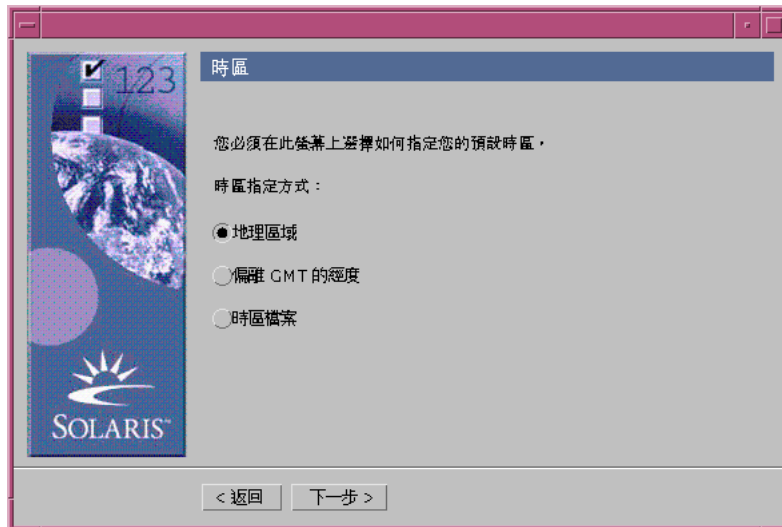 時區
123
您必須在此螢幕上選擇如何指定您的預設時區，
時區指定方式：
地理區域
偏離 GMT 的經度
時區檔案
SOLARIS™
< 返回
下一步 >